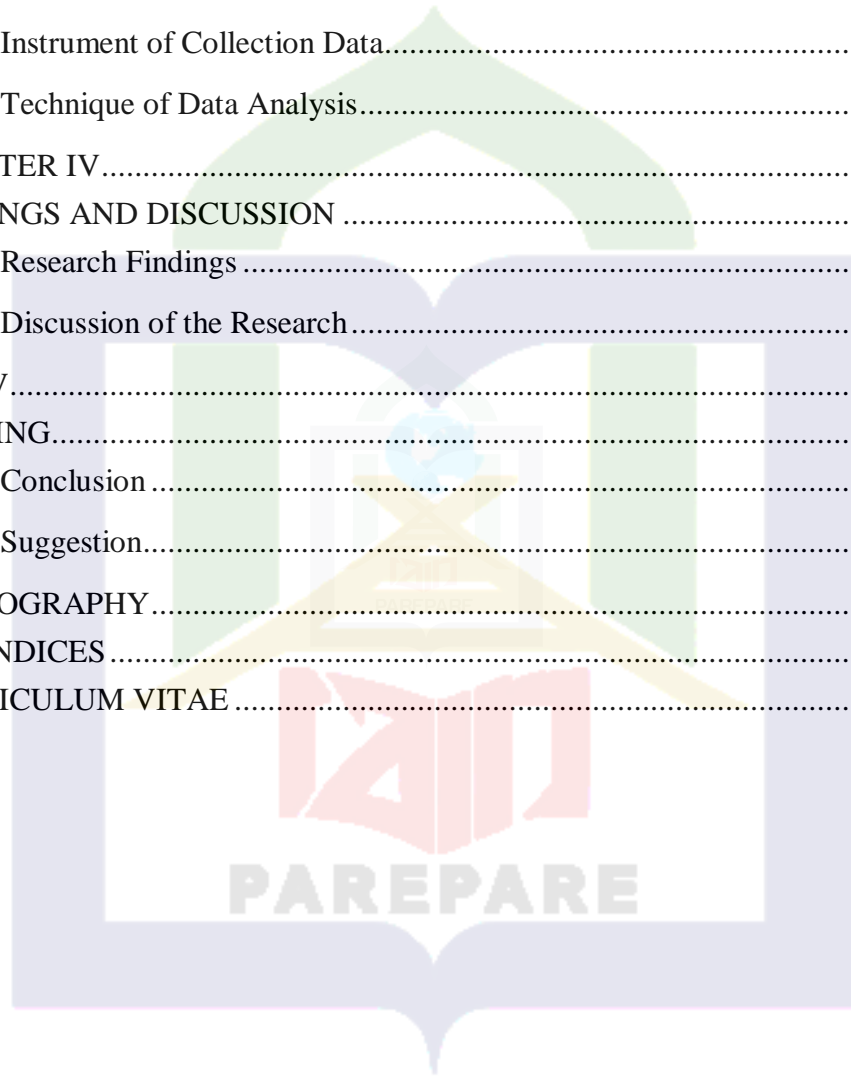 Instrument of Collection Data..........................................................
Technique of Data Analysis.............................................................
TER IV...............................................................................................
NGS AND DISCUSSION ................................................................
Research Findings ............................................................................
Discussion of the Research..............................................................
V..........................................................................................................
ING.....................................................................................................
Conclusion ........................................................................................
Suggestion.........................................................................................
OGRAPHY........................................................................................
NDICES .............................................................................................
ICULUM VITAE .............................................................................
PAREPARE
PAREPARE